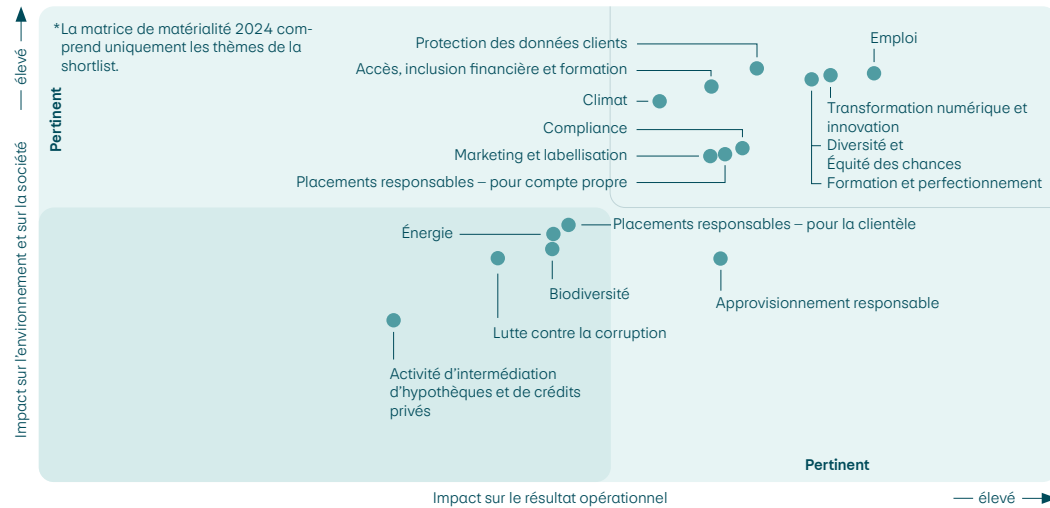 *La matrice de matérialité 2024 com-
prend uniquement les thèmes de la
shortlist.
Impact sur l'environnement et sur la société
élevé
Pertinent
Protection des données clients
Accès, inclusion financière et formation
Climat
Compliance
Marketing et labellisation
Placements responsables – pour compte propre
Emploi
Transformation numérique et
innovation
Diversité et
Équité des chances
Formation et perfectionnement
Énergie
Placements responsables – pour la clientèle
Biodiversité
Approvisionnement responsable
Lutte contre la corruption
Activité d'intermédiation
d'hypothèques et de crédits
privés
Pertinent
Impact sur le résultat opérationnel
élevé